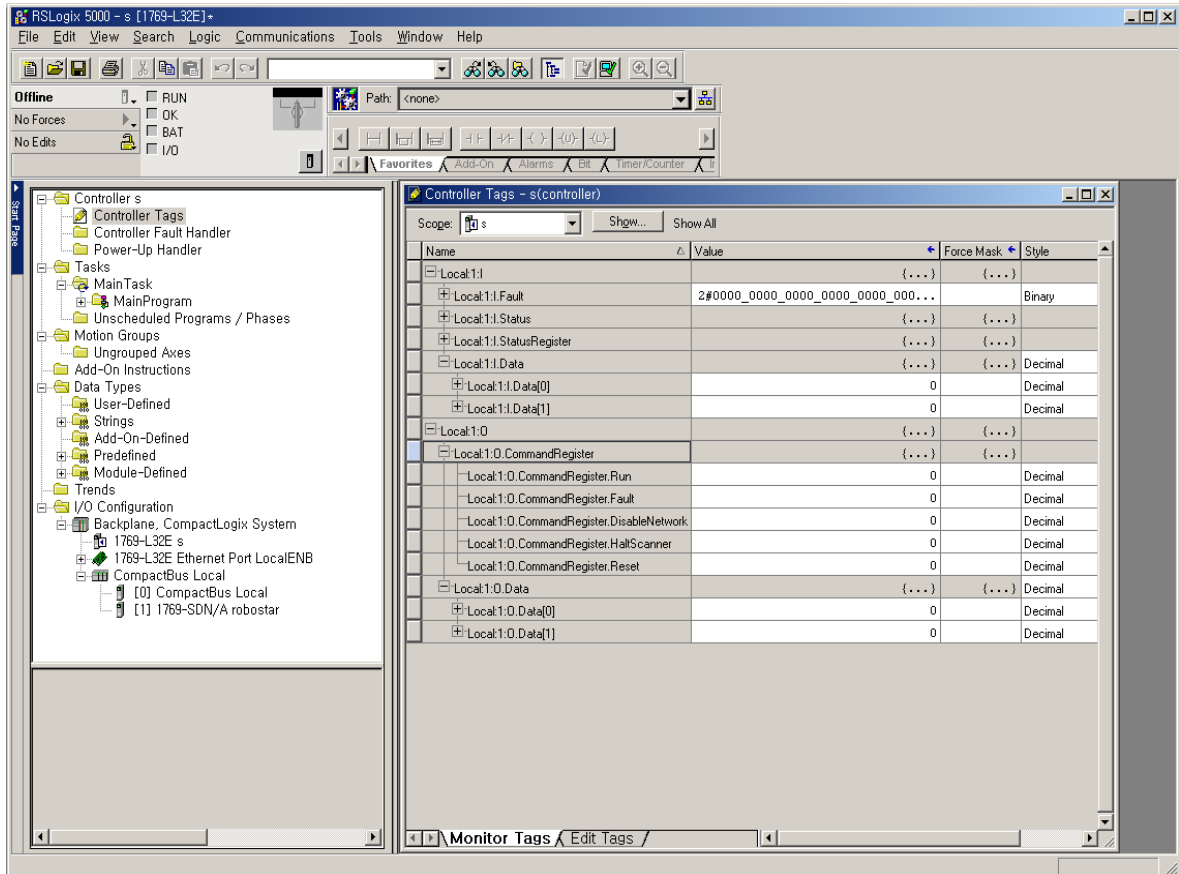 RSLogix 5000 - s [1769-L32E]*
File Edit View Search Logic Communications Tools Window Help
Offline
RUN
No Forces
OK
No Edits
BAT
I/O
Path: <none>
Favorites Add-On Alarms Bit Timer/Counter
Start Page
Controller s
Controller Tags
Controller Fault Handler
Power-Up Handler
Tasks
MainTask
MainProgram
Unscheduled Programs / Phases
Motion Groups
Ungrouped Axes
Add-On Instructions
Data Types
User-Defined
Strings
Add-On-Defined
Predefined
Module-Defined
Trends
I/O Configuration
Backplane, CompactLogix System
1769-L32E s
1769-L32E Ethernet Port LocalENB
CompactBus Local
[0] CompactBus Local
[1] 1769-SDN/A robostar
Controller Tags - s(controller)
Scope: s Show... Show All
Name Value Force Mask Style
Local:1:I {...} {...}
Local:1:I.Fault 2#0000_0000_0000_0000_0000_000... Binary
Local:1:I.Status {...} {...}
Local:1:I.StatusRegister {...} {...}
Local:1:I.Data {...} {...} Decimal
Local:1:I.Data[0] 0 Decimal
Local:1:I.Data[1] 0 Decimal
Local:1:O {...} {...}
Local:1:O.CommandRegister {...} {...}
Local:1:O.CommandRegister.Run 0 Decimal
Local:1:O.CommandRegister.Fault 0 Decimal
Local:1:O.CommandRegister.DisableNetwork 0 Decimal
Local:1:O.CommandRegister.HaltScanner 0 Decimal
Local:1:O.CommandRegister.Reset 0 Decimal
Local:1:O.Data {...} {...} Decimal
Local:1:O.Data[0] 0 Decimal
Local:1:O.Data[1] 0 Decimal
Monitor Tags Edit Tags